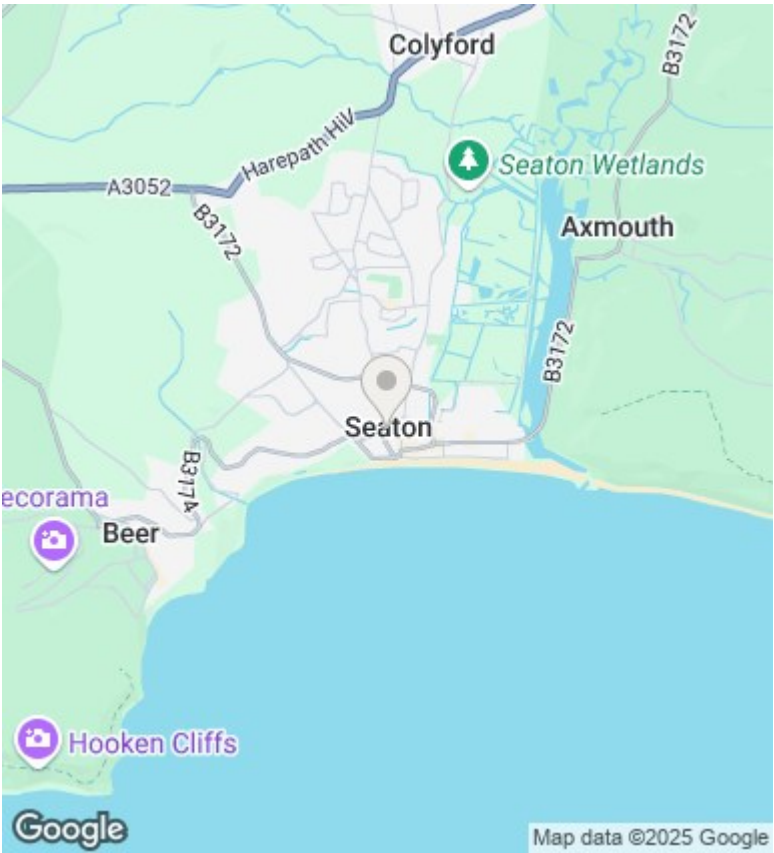 Colyford
B3172
Harepath Hill
Seaton Wetlands
A3052
B3172
Axmouth
B3172
Seaton
B3174
ecorama
Beer
Hooken Cliffs
Google
Map data ©2025 Google